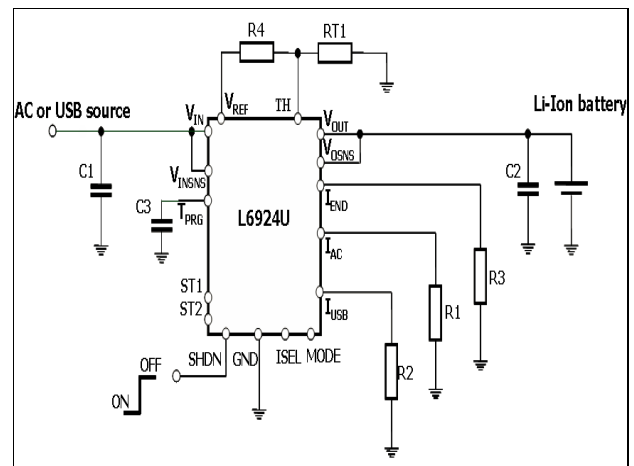 R4
RT1
AC or USB source
VIN
VREF
TH
VOUT
Li-Ion battery
VOSNS
C1
VINSNS
C2
C3
TPRG
L6924U
IEND
IAC
R3
ST1
ST2
IUSB
R1
R2
OFF
SHDN
GND
ISEL
MODE
ON